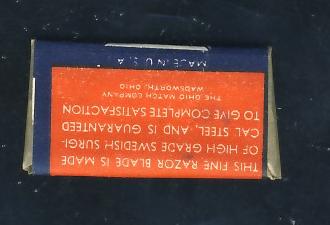 THIS FINE RAZOR BLADE IS MADE
OF HIGH GRADE SWEDISH SURGI-
CAL STEEL, AND IS GUARANTEED
TO GIVE COMPLETE SATISFACTION
THE OHIO MATCH COMPANY
WADSWORTH, OHIO
MADE IN U.S.A